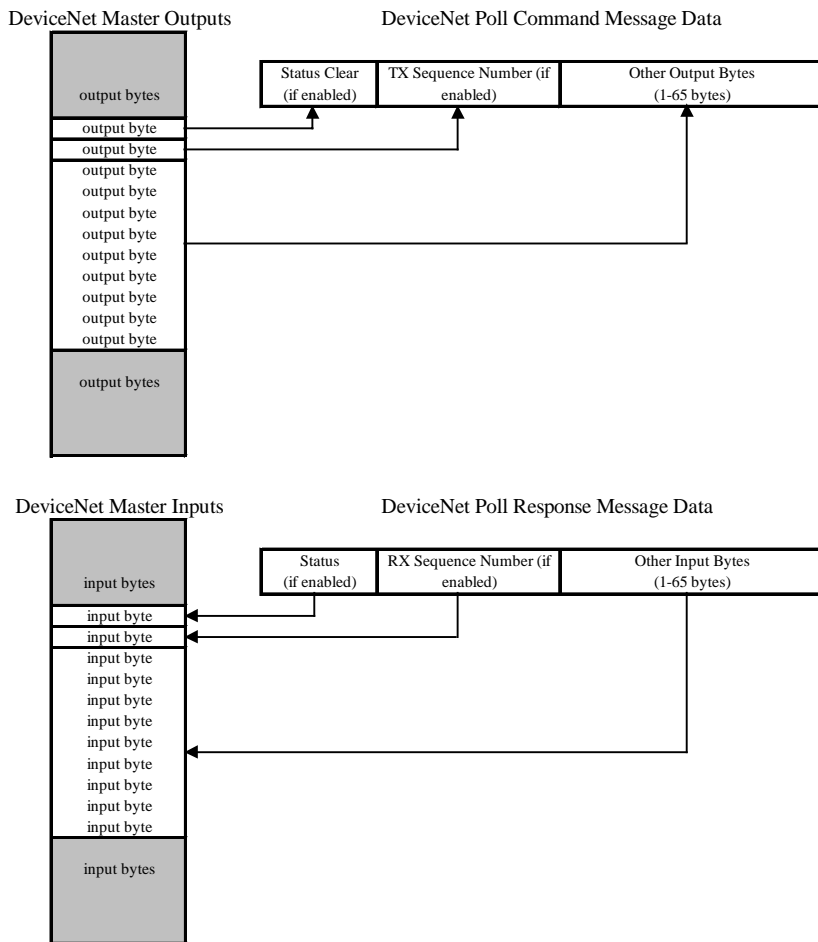 DeviceNet Master Outputs
DeviceNet Poll Command Message Data
output bytes
Status Clear
(if enabled)
TX Sequence Number (if
enabled)
Other Output Bytes
(1-65 bytes)
output byte
output byte
output byte
output byte
output byte
output byte
output byte
output byte
output byte
output byte
output byte
output bytes
DeviceNet Master Inputs
DeviceNet Poll Response Message Data
input bytes
Status
(if enabled)
RX Sequence Number (if
enabled)
Other Input Bytes
(1-65 bytes)
input byte
input byte
input byte
input byte
input byte
input byte
input byte
input byte
input byte
input byte
input byte
input bytes